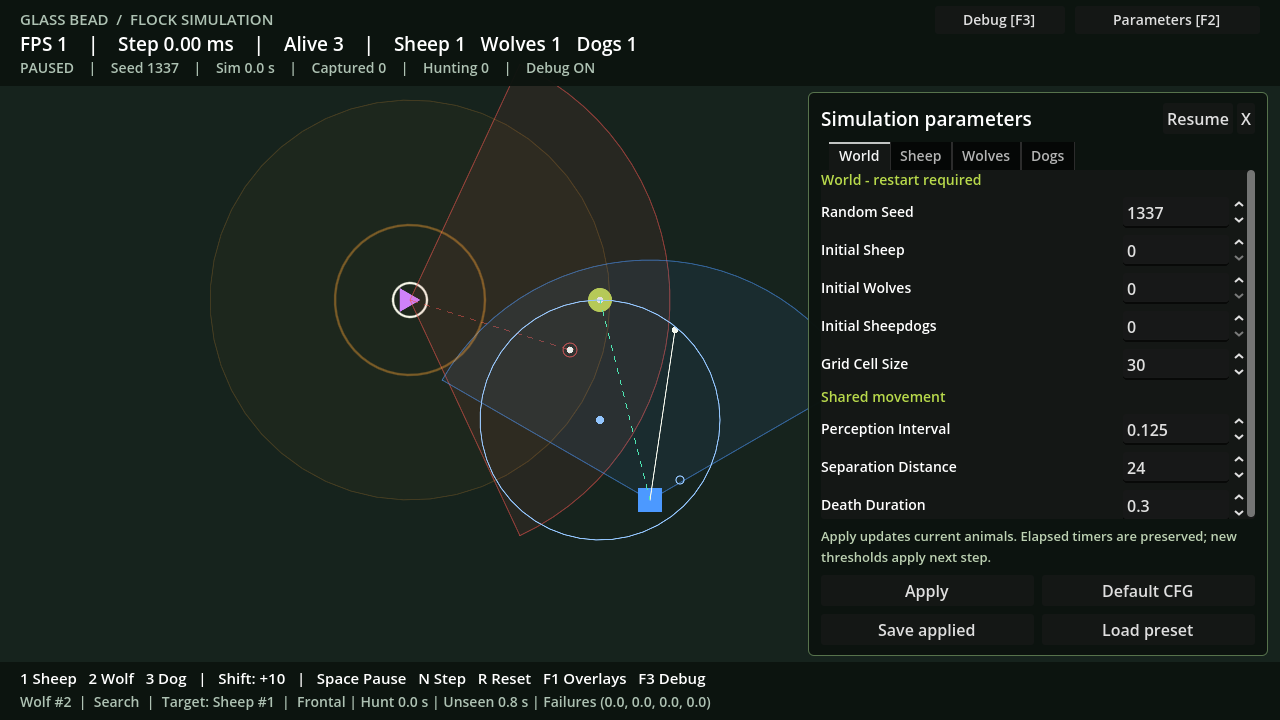 GLASS BEAD / FLOCK SIMULATION
Debug [F3] Parameters [F2]
FPS 1 | Step 0.00 ms | Alive 3 | Sheep 1 Wolves 1 Dogs 1
PAUSED | Seed 1337 | Sim 0.0 s | Captured 0 | Hunting 0 | Debug ON
Simulation parameters
Resume X
World Sheep Wolves Dogs
World - restart required
Random Seed 1337
Initial Sheep 0
Initial Wolves 0
Initial Sheepdogs 0
Grid Cell Size 30
Shared movement
Perception Interval 0.125
Separation Distance 24
Death Duration 0.3
Apply updates current animals. Elapsed timers are preserved; new
thresholds apply next step.
Apply Default CFG
Save applied Load preset
1 Sheep 2 Wolf 3 Dog | Shift: +10 | Space Pause N Step R Reset F1 Overlays F3 Debug
Wolf #2 | Search | Target: Sheep #1 | Frontal | Hunt 0.0 s | Unseen 0.8 s | Failures (0.0, 0.0, 0.0, 0.0)